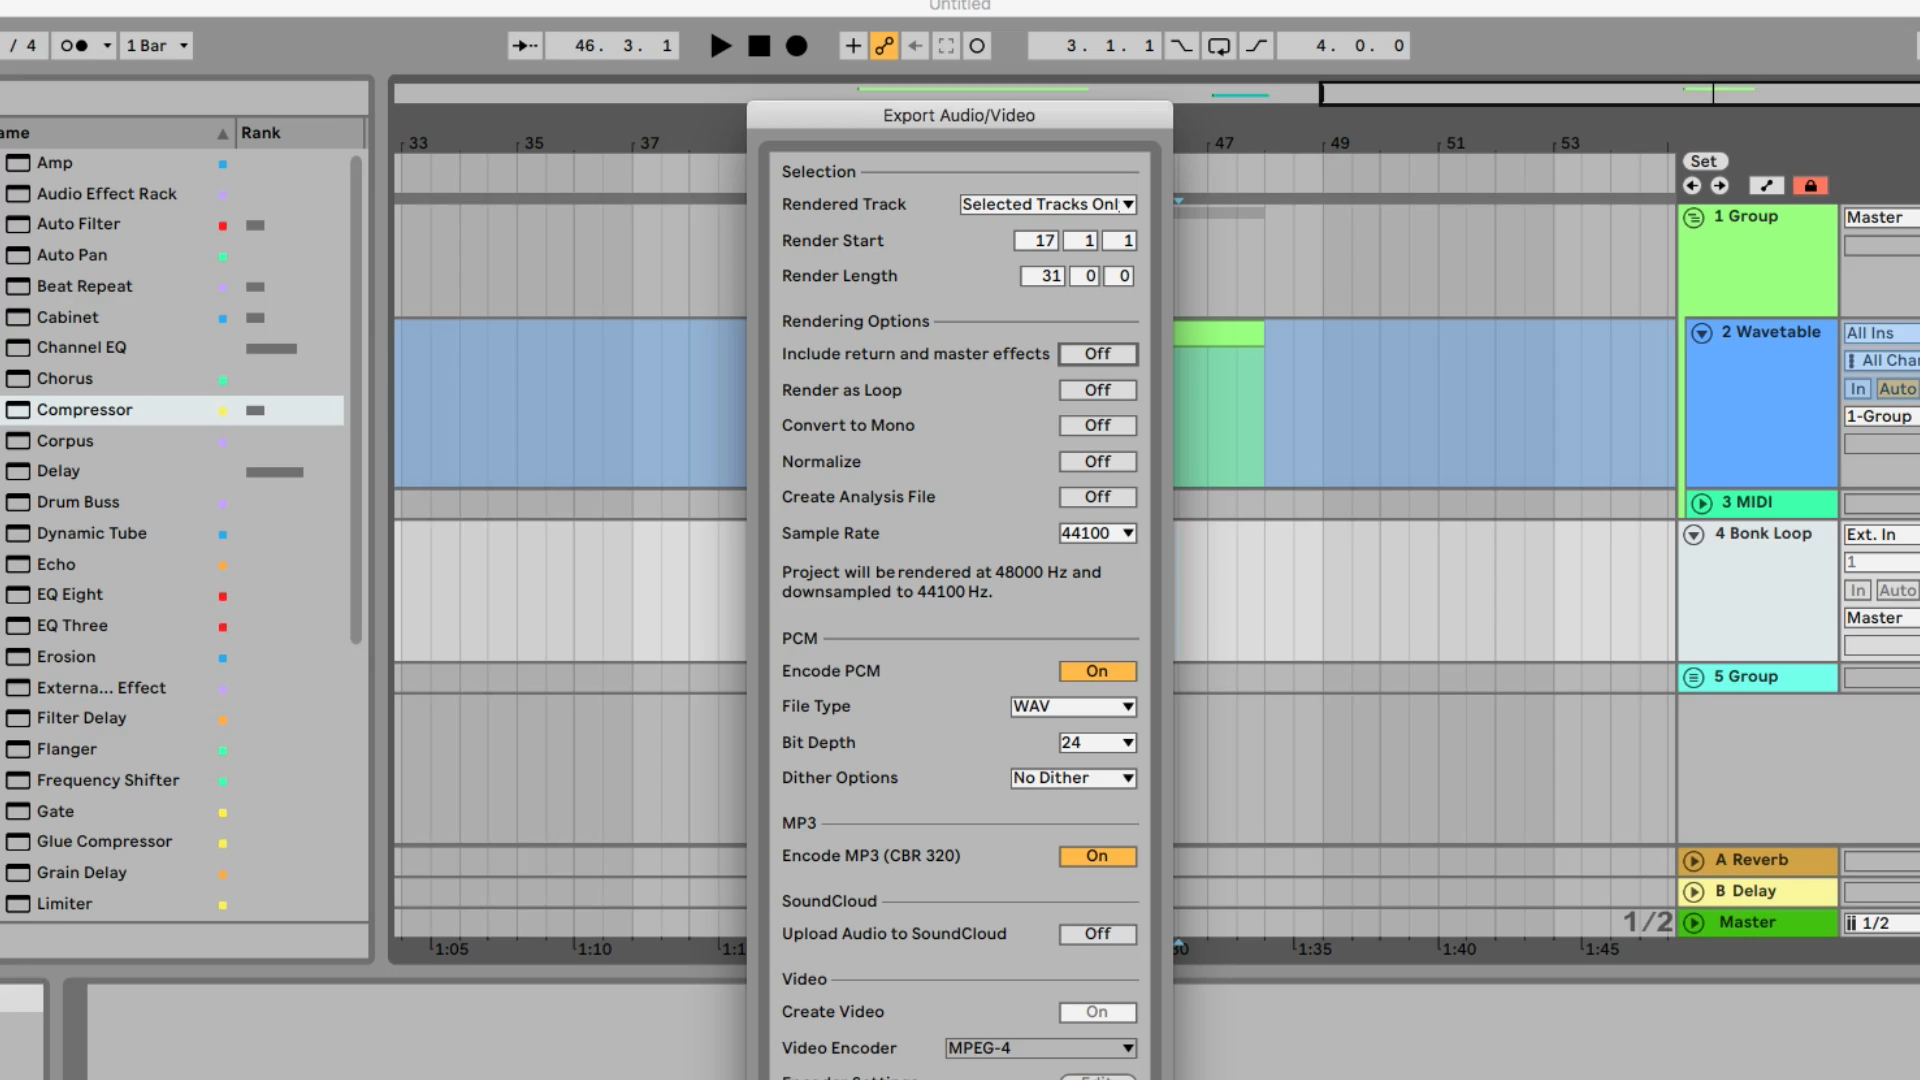 Untitled
/ 4
1 Bar
46. 3. 1
3. 1. 1
4. 0. 0
Export Audio/Video
ame
Rank
Amp
Audio Effect Rack
Auto Filter
Auto Pan
Beat Repeat
Cabinet
Channel EQ
Chorus
Compressor
Corpus
Delay
Drum Buss
Dynamic Tube
Echo
EQ Eight
EQ Three
Erosion
Externa... Effect
Filter Delay
Flanger
Frequency Shifter
Gate
Glue Compressor
Grain Delay
Limiter
33
35
37
47
49
51
53
Selection
Rendered Track
Selected Tracks Onl
Render Start
17 1 1
Render Length
31 0 0
Rendering Options
Include return and master effects
Off
Render as Loop
Off
Convert to Mono
Off
Normalize
Off
Create Analysis File
Off
Sample Rate
44100
Project will be rendered at 48000 Hz and
downsampled to 44100 Hz.
PCM
Encode PCM
On
File Type
WAV
Bit Depth
24
Dither Options
No Dither
MP3
Encode MP3 (CBR 320)
On
SoundCloud
Upload Audio to SoundCloud
Off
Video
Create Video
On
Video Encoder
MPEG-4
Set
1 Group
Master
2 Wavetable
All Ins
All Cha
In
Auto
1-Group
3 MIDI
4 Bonk Loop
Ext. In
1
In
Auto
Master
5 Group
A Reverb
B Delay
1/2
Master
1/2
1:05
1:10
1:1
30
1:35
1:40
1:45